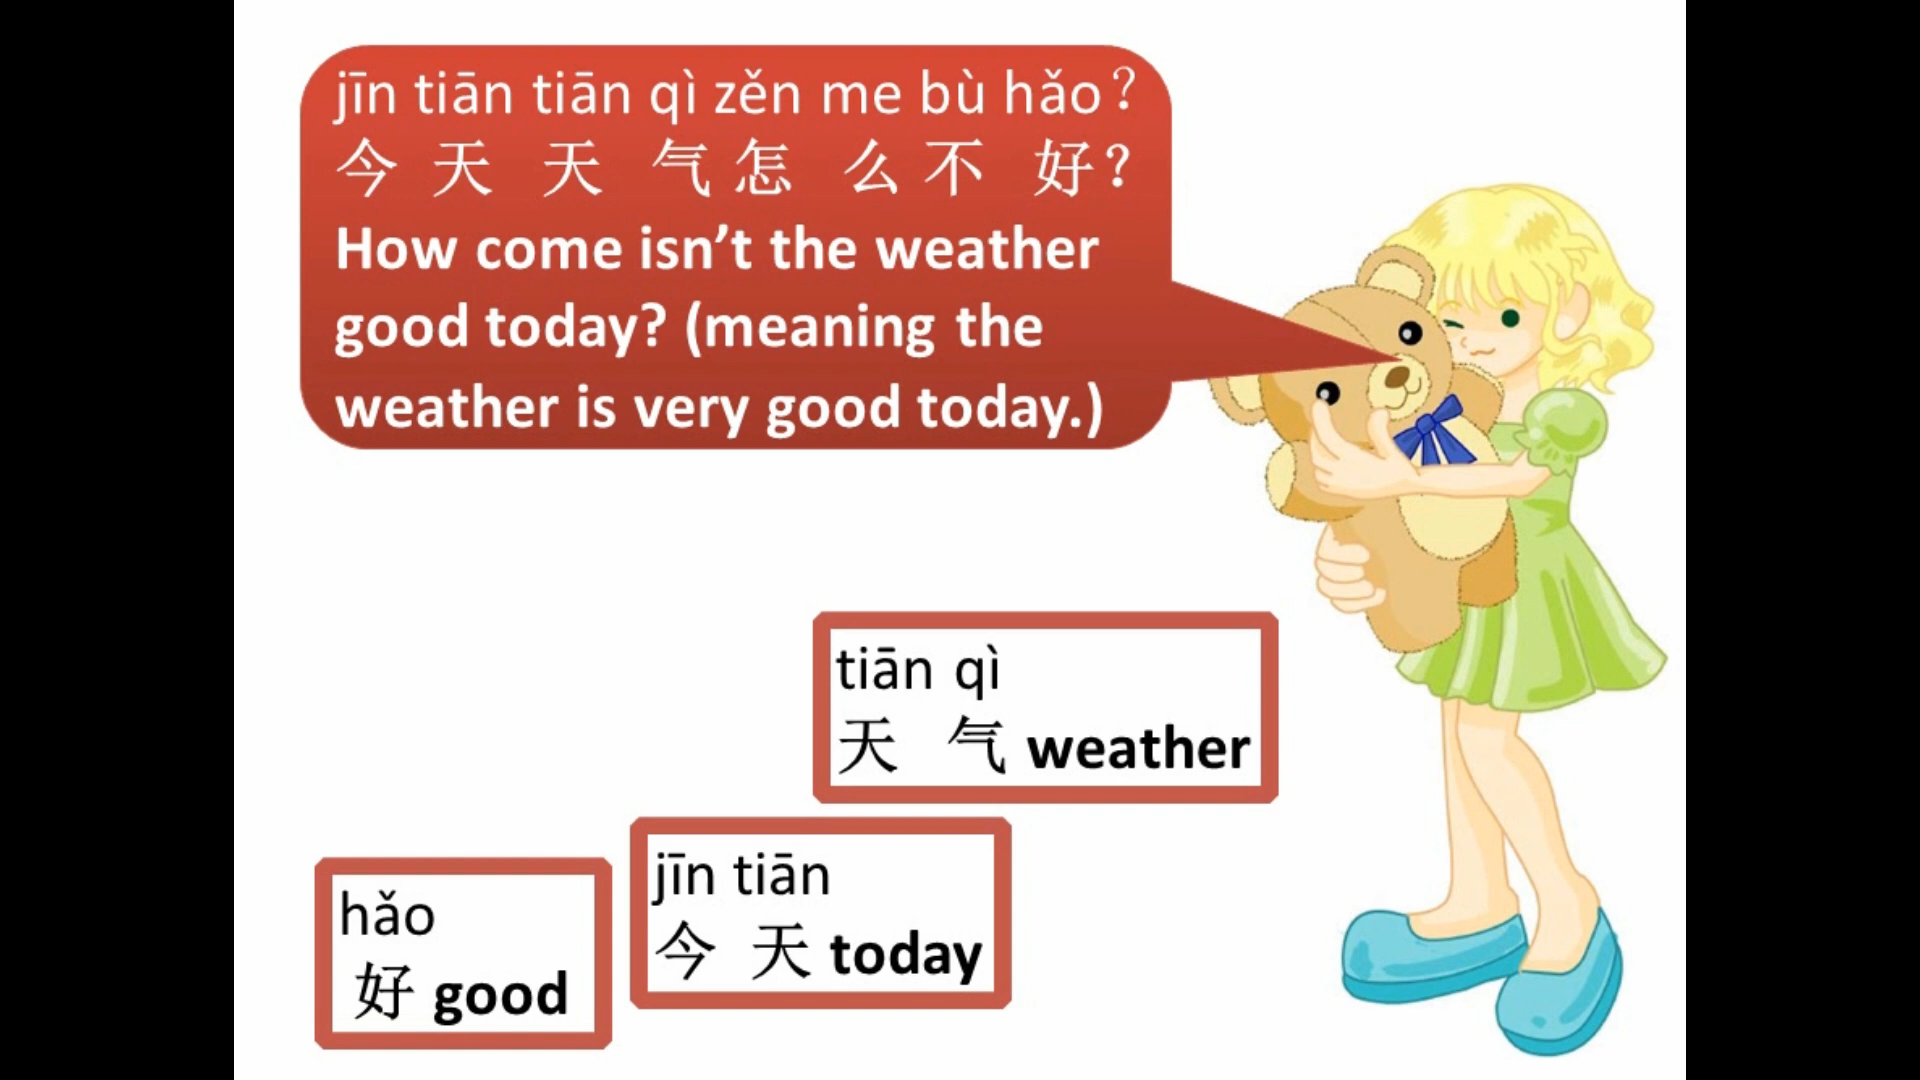 jīn tiān tiān qì zěn me bù hǎo？
今 天 天 气 怎 么 不 好？
How come isn’t the weather
good today? (meaning the
weather is very good today.)
tiān qì
天 气 weather
jīn tiān
今 天 today
hǎo
好 good